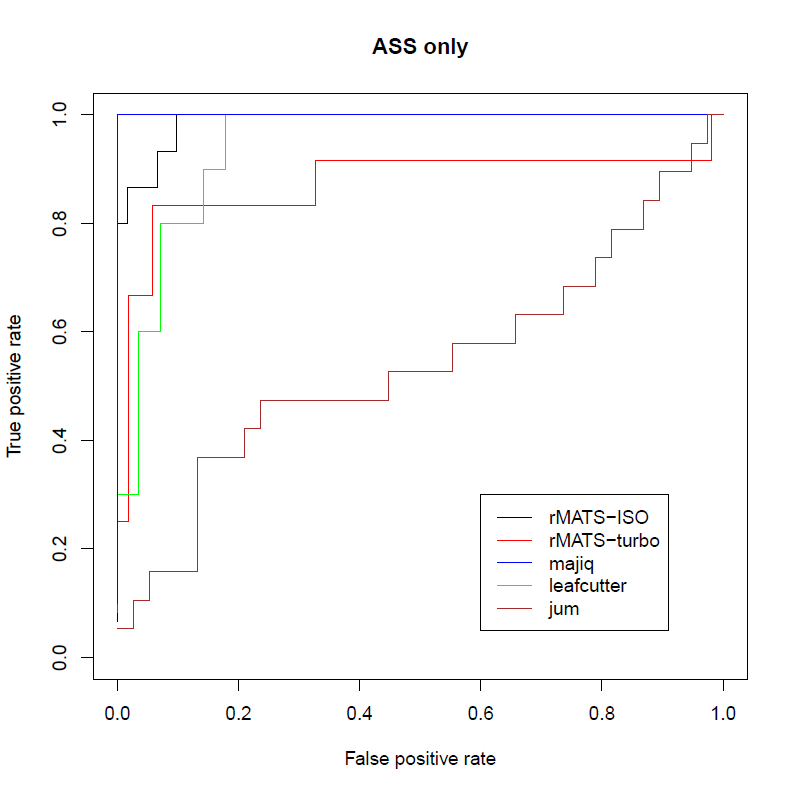 ASS only
True positive rate
1.0
0.8
0.6
0.4
0.2
0.0
rMATS−ISO
rMATS−turbo
majiq
leafcutter
jum
0.0 0.2 0.4 0.6 0.8 1.0
False positive rate